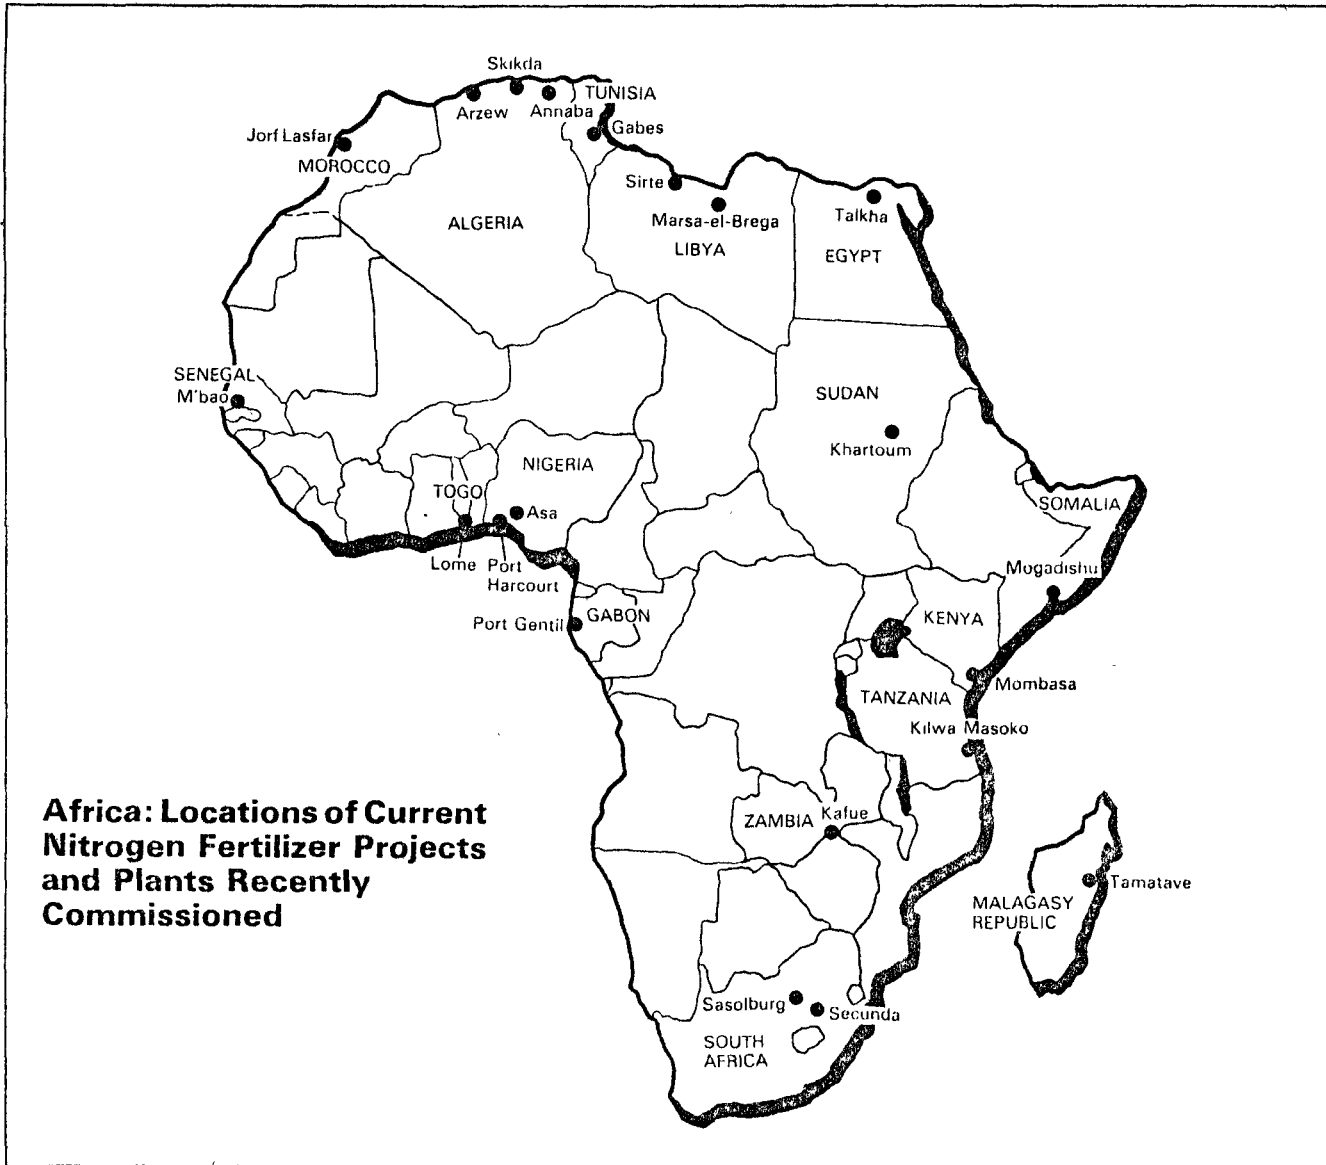 Skikda
TUNISIA
Arzew
Annaba
Gabes
Jorf Lasfar
MOROCCO
Sirte
ALGERIA
Marsa-el-Brega
LIBYA
Talkha
EGYPT
SENEGAL
M'bao
SUDAN
Khartoum
NIGERIA
TOGO
Asa
SOMALIA
Lome
Port
Harcourt
Mogadishu
Port Gentil
GABON
KENYA
Mombasa
TANZANIA
Kilwa Masoko
ZAMBIA
Kafue
Africa: Locations of Current
Nitrogen Fertilizer Projects
and Plants Recently
Commissioned
Tamatave
MALAGASY
REPUBLIC
Sasolburg
Secunda
SOUTH
AFRICA